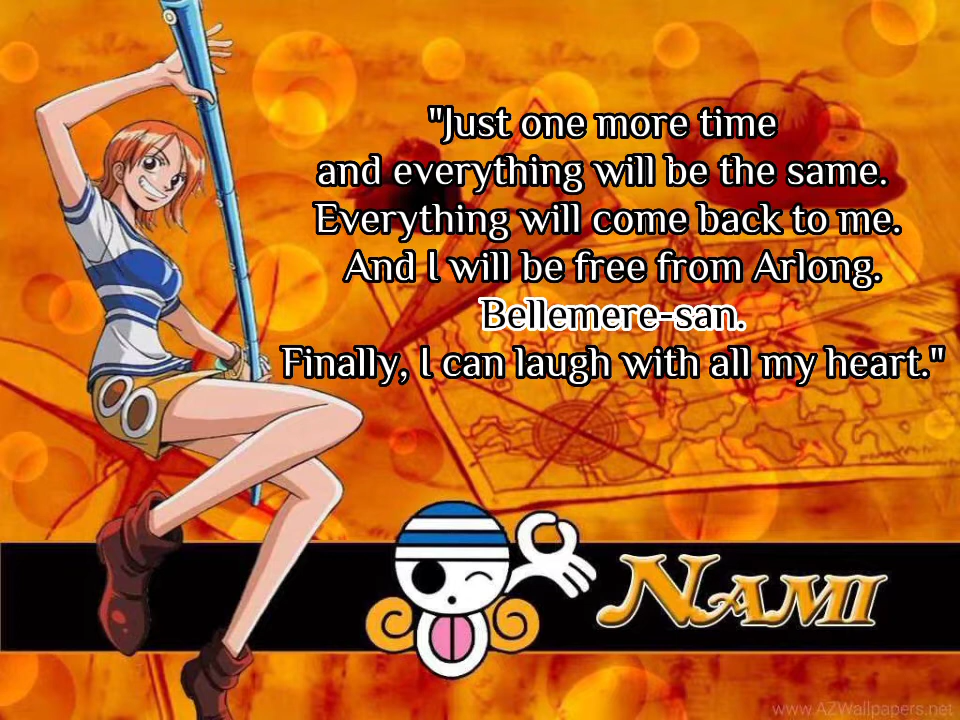 "Just one more time
and everything will be the same.
Everything will come back to me.
And I will be free from Arlong.
Bellemere-san.
Finally, I can laugh with all my heart."
NAMI
www.AZWallpapers.net